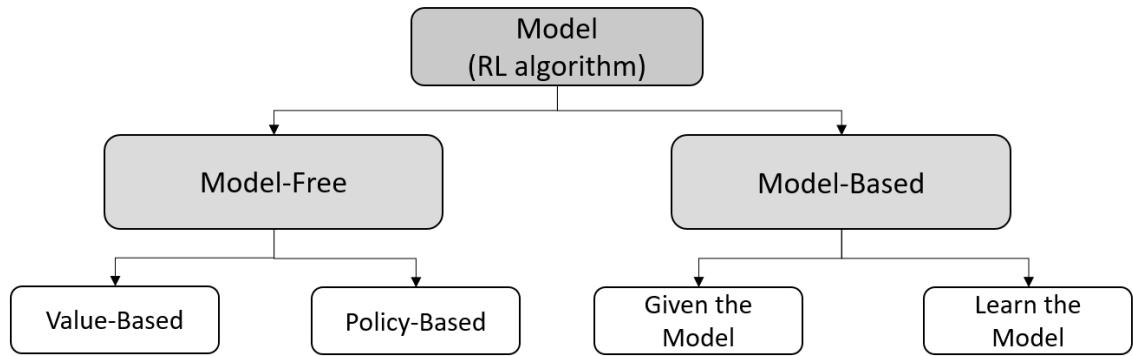 Model
(RL algorithm)
Model-Free
Model-Based
Value-Based
Policy-Based
Given the
Model
Learn the
Model